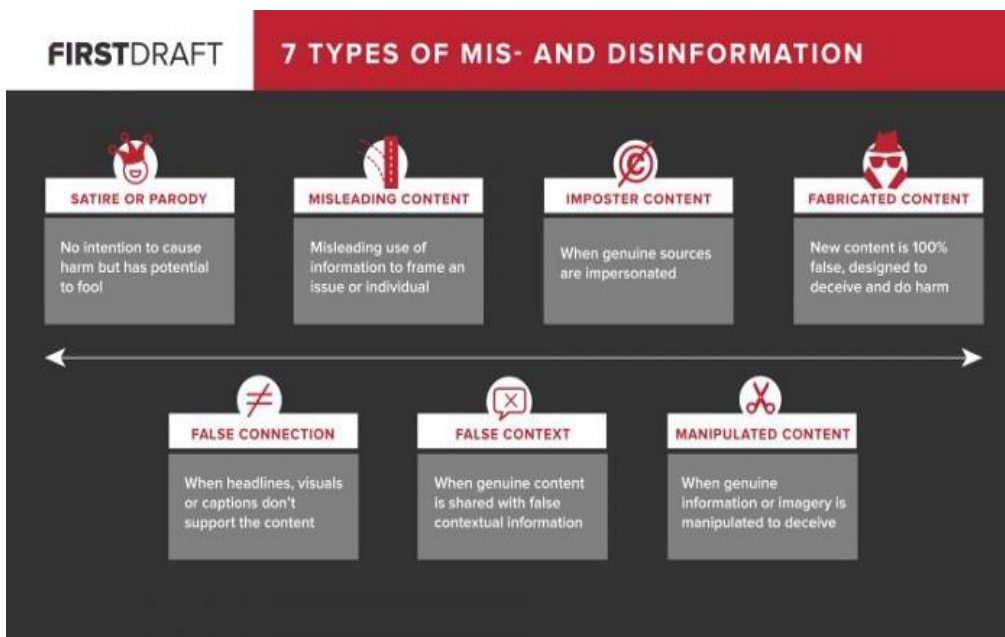 FIRSTDRAFT
7 TYPES OF MIS- AND DISINFORMATION
SATIRE OR PARODY
No intention to cause
harm but has potential
to fool
MISLEADING CONTENT
Misleading use of
information to frame an
issue or individual
IMPOSTER CONTENT
When genuine sources
are impersonated
FABRICATED CONTENT
New content is 100%
false, designed to
deceive and do harm
FALSE CONNECTION
When headlines, visuals
or captions don't
support the content
FALSE CONTEXT
When genuine content
is shared with false
contextual information
MANIPULATED CONTENT
When genuine
information or imagery is
manipulated to deceive